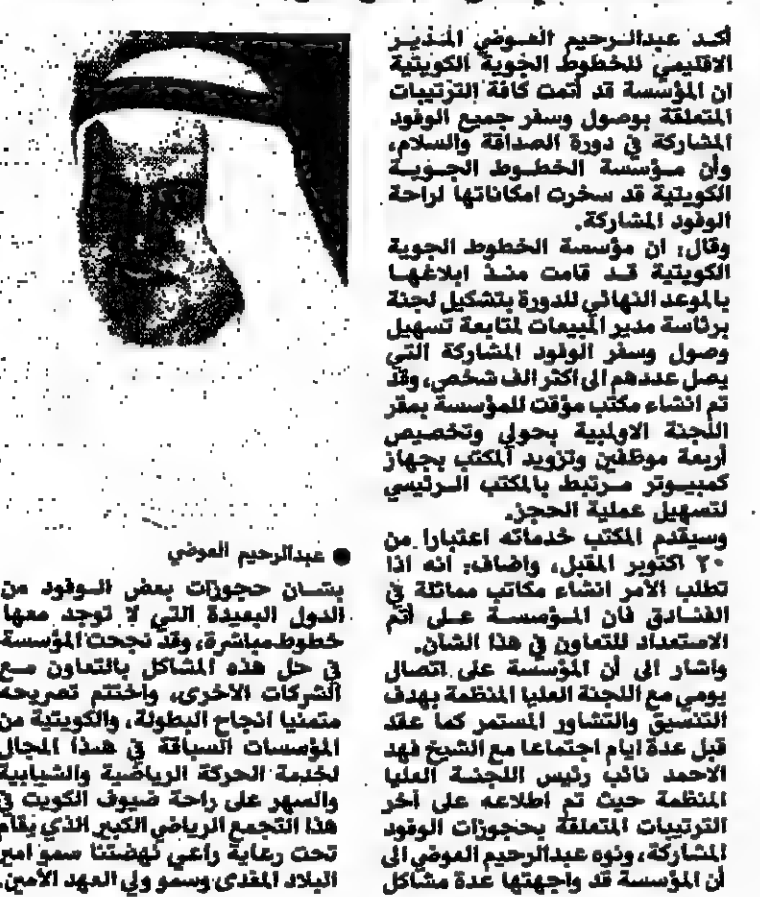 أكد عبدالرحيم العوضي المدير
الاقليمي للخطوط الجوية الكويتية
ان المؤسسة قد أتمت كافة الترتيبات
المتعلقة بوصول وسفر جميع الوفود
المشاركة في دورة الصداقة والسلام،
وأن مؤسسة الخطوط الجوية
الكويتية قد سخرت امكاناتها لراحة
الوفود المشاركة.
وقال: ان مؤسسة الخطوط الجوية
الكويتية قد قامت منذ ابلاغها
بالموعد النهائي للدورة بتشكيل لجنة
برئاسة مدير المبيعات لمتابعة تسهيل
وصول وسفر الوفود المشاركة التي
يصل عددهم الى اكثر الف شخص، وقد
تم انشاء مكتب مؤقت للمؤسسة بمقر
اللجنة الاولمبية بحولي وتخصيص
أربعة موظفين وتزويد المكتب بجهاز
كمبيوتر مرتبط بالمكتب الرئيسي
لتسهيل عملية الحجز.
وسيقدم المكتب خدماته اعتبارا من
٢٠ اكتوبر المقبل، واضاف: انه اذا
تطلب الأمر انشاء مكاتب مماثلة في
الفنادق فان المؤسسة على أتم
الاستعداد للتعاون في هذا الشأن.
واشار الى أن المؤسسة على اتصال
يومي مع اللجنة العليا المنظمة بهدف
التنسيق والتشاور المستمر كما عقد
قبل عدة ايام اجتماعا مع الشيخ فهد
الاحمد نائب رئيس اللجنة العليا
المنظمة حيث تم اطلاعه على آخر
الترتيبات المتعلقة بحجوزات الوفود
المشاركة، ونوه عبدالرحيم العوضي الى
أن المؤسسة قد واجهتها عدة مشاكل
● عبدالرحيم العوضي
بشان حجوزات بعض الوفود من
الدول البعيدة التي لا توجد معها
خطوط مباشرة، وقد نجحت المؤسسة
في حل هذه المشاكل بالتعاون مع
الشركات الاخرى، واختتم تصريحه
متمنيا انجاح البطولة، والكويتية من
المؤسسات السباقة في هذا المجال
لخدمة الحركة الرياضية والشبابية
والسهر على راحة ضيوف الكويت في
هذا التجمع الرياضي الكبير الذي يقام
تحت رعاية راعي نهضتنا سمو امير
البلاد المفدى وسمو ولي العهد الأمين.